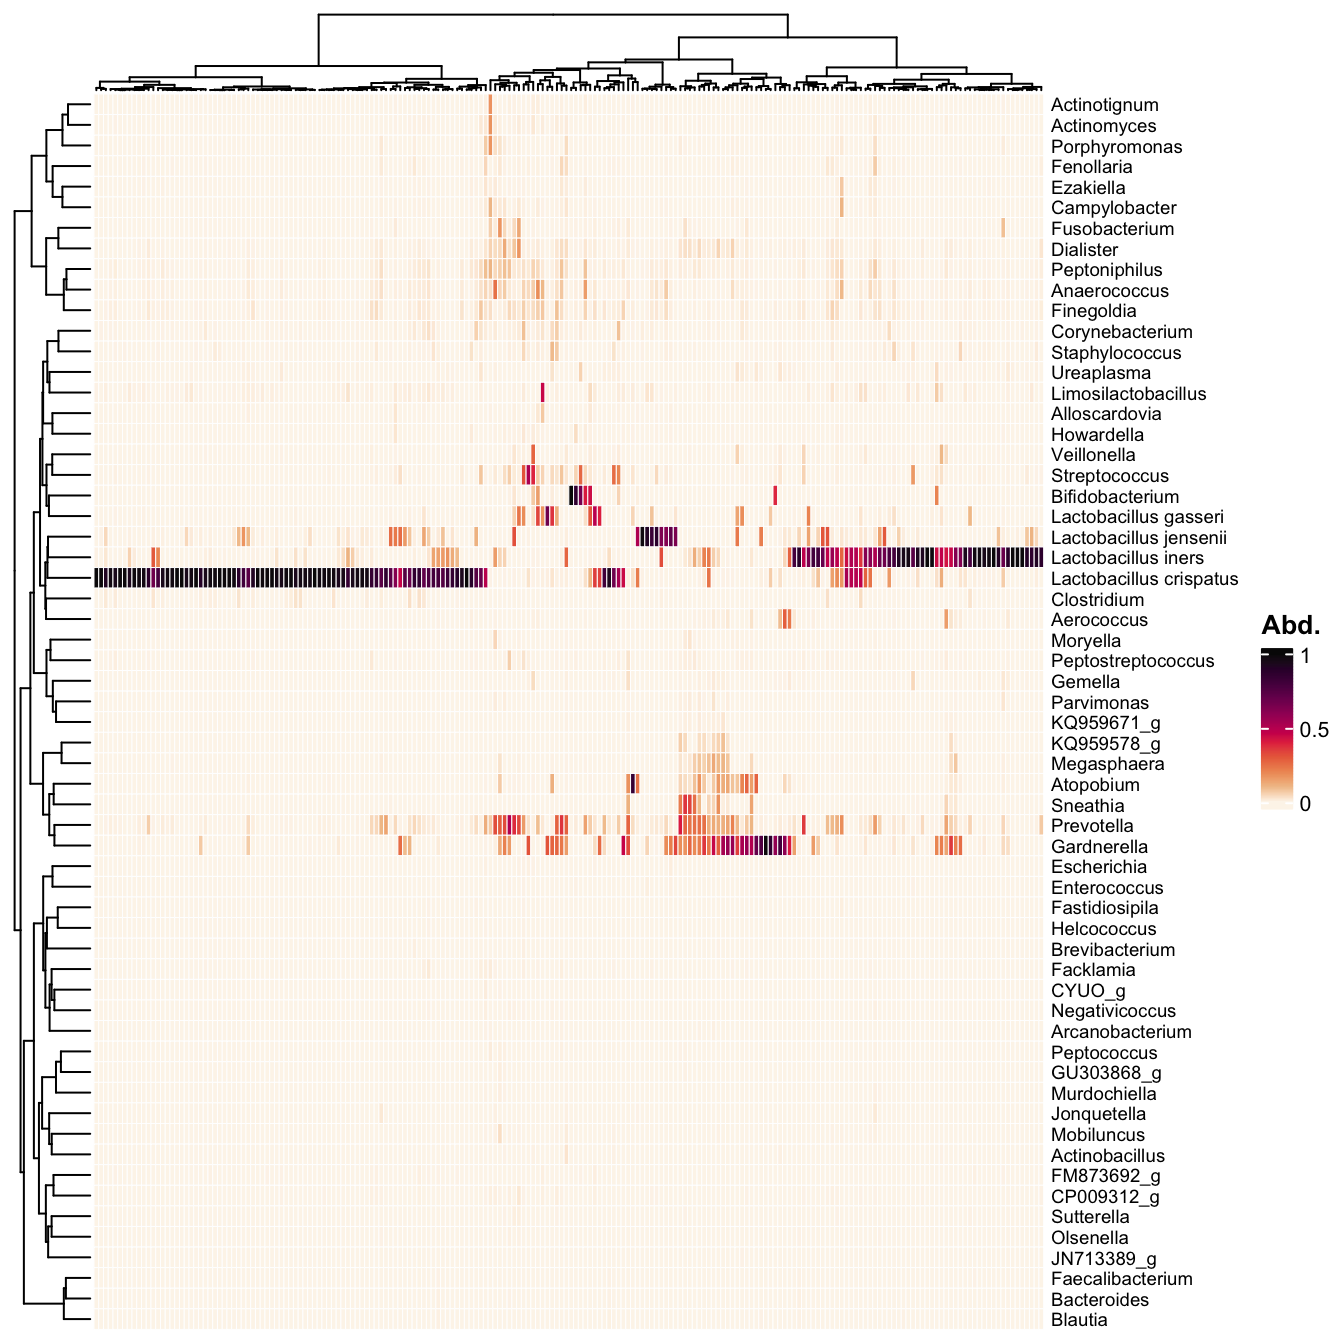 Actinotignum
Actinomyces
Porphyromonas
Fenollaria
Ezakiella
Campylobacter
Fusobacterium
Dialister
Peptoniphilus
Anaerococcus
Finegoldia
Corynebacterium
Staphylococcus
Ureaplasma
Limosilactobacillus
Alloscardovia
Howardella
Veillonella
Streptococcus
Bifidobacterium
Lactobacillus gasseri
Lactobacillus jensenii
Lactobacillus iners
Lactobacillus crispatus
Clostridium
Aerococcus
Moryella
Peptostreptococcus
Gemella
Parvimonas
KQ959671_g
KQ959578_g
Megasphaera
Atopobium
Sneathia
Prevotella
Gardnerella
Escherichia
Enterococcus
Fastidiosipila
Helcococcus
Brevibacterium
Facklamia
CYUO_g
Negativicoccus
Arcanobacterium
Peptococcus
GU303868_g
Murdochiella
Jonquetella
Mobiluncus
Actinobacillus
FM873692_g
CP009312_g
Sutterella
Olsenella
JN713389_g
Faecalibacterium
Bacteroides
Blautia
Abd.
1
0.5
0